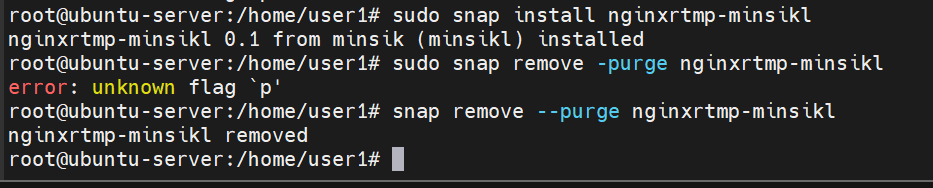 root@ubuntu-server:/home/user1# sudo snap install nginxrtmp-minsikl
nginxrtmp-minsikl 0.1 from minsik (minsikl) installed
root@ubuntu-server:/home/user1# sudo snap remove -purge nginxrtmp-minsikl
error: unknown flag `p'
root@ubuntu-server:/home/user1# snap remove --purge nginxrtmp-minsikl
nginxrtmp-minsikl removed
root@ubuntu-server:/home/user1#